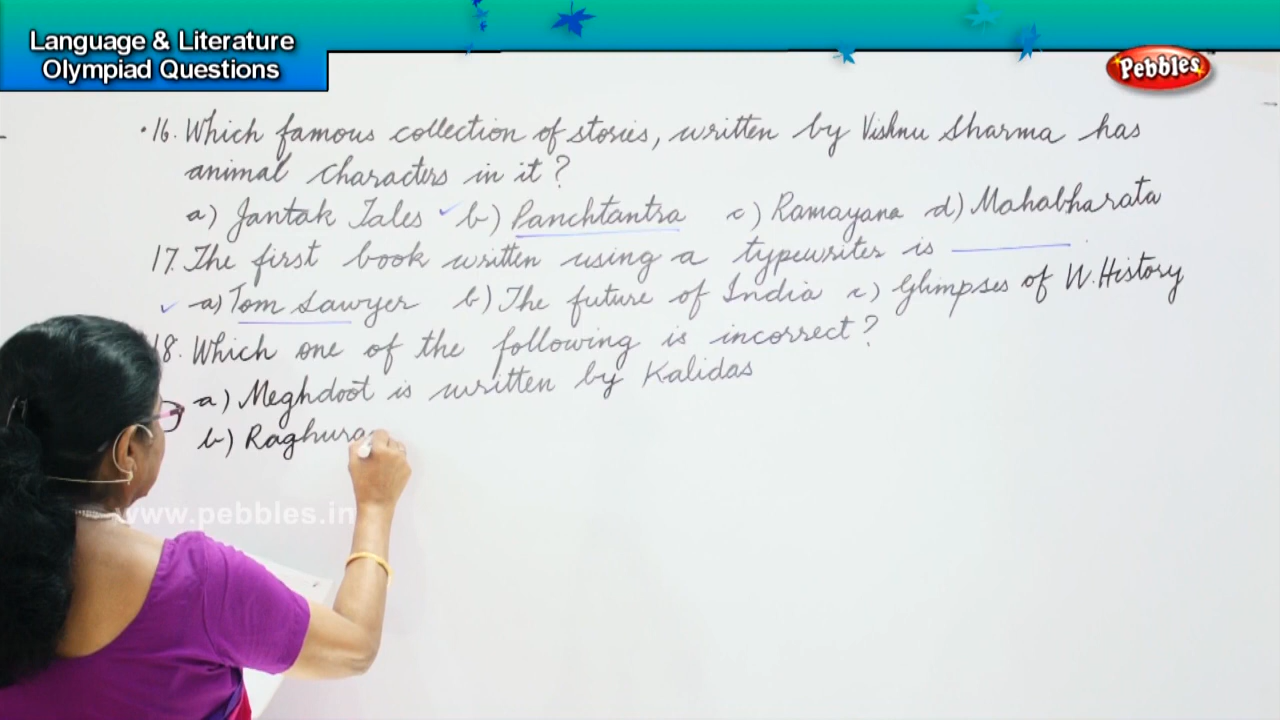 Language & Literature
Olympiad Questions
Pebbles
16. Which famous collection of stories, written by Vishnu Sharma has
animal characters in it?
a) Jantak Tales b) Panchtantra c) Ramayana d) Mahabharata
17. The first book written using a typewriter is ________.
a) Tom Sawyer b) The future of India c) Glimpses of W. History
18. Which one of the following is incorrect?
a) Meghdoot is written by Kalidas
b) Raghura
www.pebbles.in